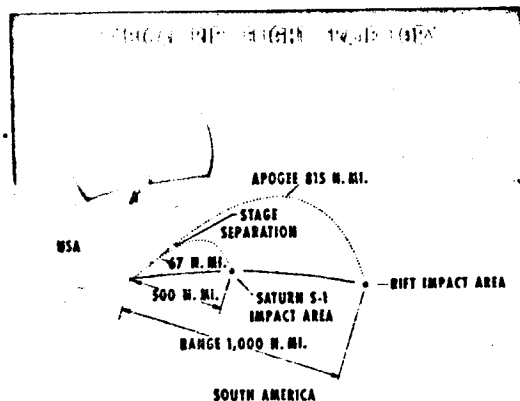 APOGEE 815 N. MI.
STAGE
SEPARATION
USA
67 N. MI.
500 N. MI.
SATURN S-I
IMPACT AREA
RIFT IMPACT AREA
RANGE 1,000 N. MI.
SOUTH AMERICA